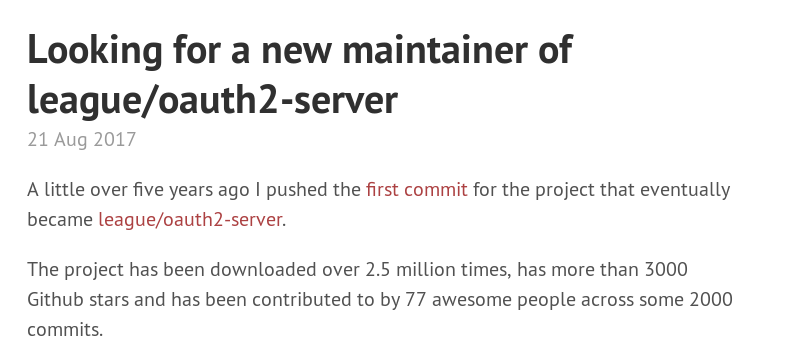 Looking for a new maintainer of
league/oauth2-server
21 Aug 2017
A little over five years ago I pushed the first commit for the project that eventually
became league/oauth2-server.
The project has been downloaded over 2.5 million times, has more than 3000
Github stars and has been contributed to by 77 awesome people across some 2000
commits.